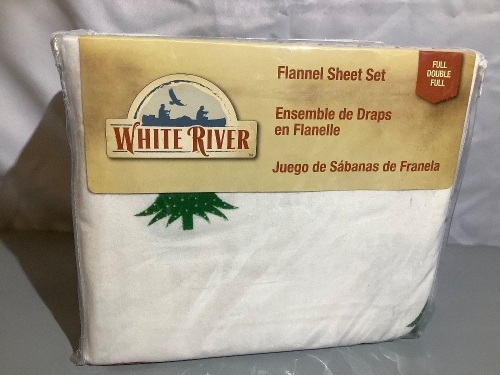 WHITE RIVER
Flannel Sheet Set
Ensemble de Draps
en Flanelle
Juego de Sábanas de Franela
FULL
DOUBLE
FULL